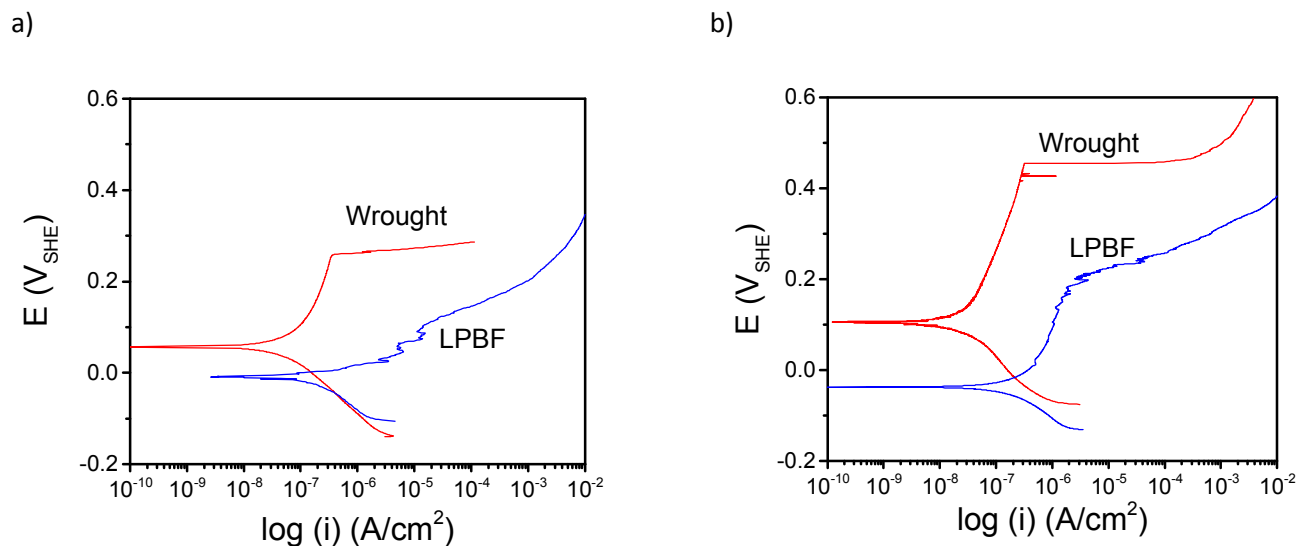 a)
0.6
0.4
0.2
0.0
-0.2
E (V_SHE)
Wrought
LPBF
10^-10 10^-9 10^-8 10^-7 10^-6 10^-5 10^-4 10^-3 10^-2
log (i) (A/cm²)
b)
0.6
0.4
0.2
0.0
-0.2
E (V_SHE)
Wrought
LPBF
10^-10 10^-9 10^-8 10^-7 10^-6 10^-5 10^-4 10^-3 10^-2
log (i) (A/cm²)